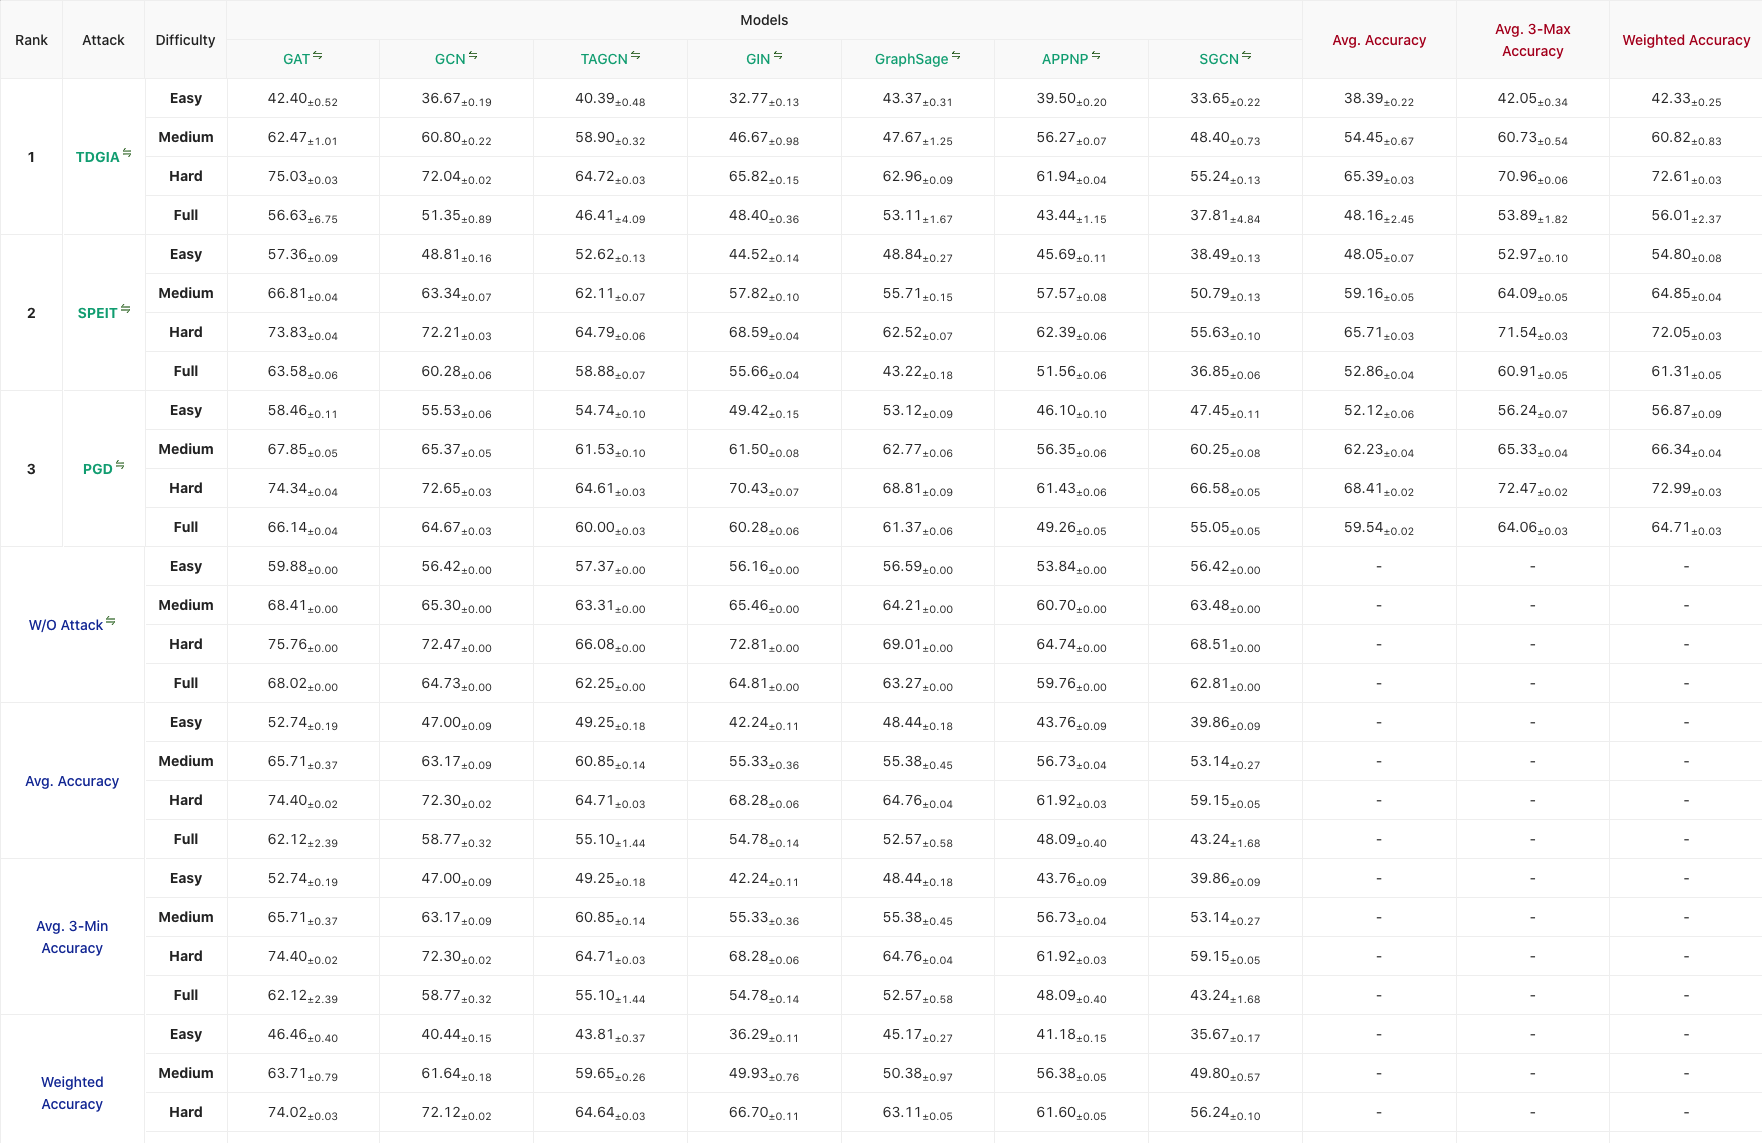 Rank Attack Difficulty Models Avg. Accuracy Avg. 3-Max Accuracy Weighted Accuracy
GAT ⇋ GCN ⇋ TAGCN ⇋ GIN ⇋ GraphSage ⇋ APPNP ⇋ SGCN ⇋
1 TDGIA ⇋
Easy 42.40±0.52 36.67±0.19 40.39±0.48 32.77±0.13 43.37±0.31 39.50±0.20 33.65±0.22 38.39±0.22 42.05±0.34 42.33±0.25
Medium 62.47±1.01 60.80±0.22 58.90±0.32 46.67±0.98 47.67±1.25 56.27±0.07 48.40±0.73 54.45±0.67 60.73±0.54 60.82±0.83
Hard 75.03±0.03 72.04±0.02 64.72±0.03 65.82±0.15 62.96±0.09 61.94±0.04 55.24±0.13 65.39±0.03 70.96±0.06 72.61±0.03
Full 56.63±6.75 51.35±0.89 46.41±4.09 48.40±0.36 53.11±1.67 43.44±1.15 37.81±4.84 48.16±2.45 53.89±1.82 56.01±2.37
2 SPEIT ⇋
Easy 57.36±0.09 48.81±0.16 52.62±0.13 44.52±0.14 48.84±0.27 45.69±0.11 38.49±0.13 48.05±0.07 52.97±0.10 54.80±0.08
Medium 66.81±0.04 63.34±0.07 62.11±0.07 57.82±0.10 55.71±0.15 57.57±0.08 50.79±0.13 59.16±0.05 64.09±0.05 64.85±0.04
Hard 73.83±0.04 72.21±0.03 64.79±0.06 68.59±0.04 62.52±0.07 62.39±0.06 55.63±0.10 65.71±0.03 71.54±0.03 72.05±0.03
Full 63.58±0.06 60.28±0.06 58.88±0.07 55.66±0.04 43.22±0.18 51.56±0.06 36.85±0.06 52.86±0.04 60.91±0.05 61.31±0.05
3 PGD ⇋
Easy 58.46±0.11 55.53±0.06 54.74±0.10 49.42±0.15 53.12±0.09 46.10±0.10 47.45±0.11 52.12±0.06 56.24±0.07 56.87±0.09
Medium 67.85±0.05 65.37±0.05 61.53±0.10 61.50±0.08 62.77±0.06 56.35±0.06 60.25±0.08 62.23±0.04 65.33±0.04 66.34±0.04
Hard 74.34±0.04 72.65±0.03 64.61±0.03 70.43±0.07 68.81±0.09 61.43±0.06 66.58±0.05 68.41±0.02 72.47±0.02 72.99±0.03
Full 66.14±0.04 64.67±0.03 60.00±0.03 60.28±0.06 61.37±0.06 49.26±0.05 55.05±0.05 59.54±0.02 64.06±0.03 64.71±0.03
W/O Attack ⇋
Easy 59.88±0.00 56.42±0.00 57.37±0.00 56.16±0.00 56.59±0.00 53.84±0.00 56.42±0.00 - - -
Medium 68.41±0.00 65.30±0.00 63.31±0.00 65.46±0.00 64.21±0.00 60.70±0.00 63.48±0.00 - - -
Hard 75.76±0.00 72.47±0.00 66.08±0.00 72.81±0.00 69.01±0.00 64.74±0.00 68.51±0.00 - - -
Full 68.02±0.00 64.73±0.00 62.25±0.00 64.81±0.00 63.27±0.00 59.76±0.00 62.81±0.00 - - -
Avg. Accuracy
Easy 52.74±0.19 47.00±0.09 49.25±0.18 42.24±0.11 48.44±0.18 43.76±0.09 39.86±0.09 - - -
Medium 65.71±0.37 63.17±0.09 60.85±0.14 55.33±0.36 55.38±0.45 56.73±0.04 53.14±0.27 - - -
Hard 74.40±0.02 72.30±0.02 64.71±0.03 68.28±0.06 64.76±0.04 61.92±0.03 59.15±0.05 - - -
Full 62.12±2.39 58.77±0.32 55.10±1.44 54.78±0.14 52.57±0.58 48.09±0.40 43.24±1.68 - - -
Avg. 3-Min Accuracy
Easy 52.74±0.19 47.00±0.09 49.25±0.18 42.24±0.11 48.44±0.18 43.76±0.09 39.86±0.09 - - -
Medium 65.71±0.37 63.17±0.09 60.85±0.14 55.33±0.36 55.38±0.45 56.73±0.04 53.14±0.27 - - -
Hard 74.40±0.02 72.30±0.02 64.71±0.03 68.28±0.06 64.76±0.04 61.92±0.03 59.15±0.05 - - -
Full 62.12±2.39 58.77±0.32 55.10±1.44 54.78±0.14 52.57±0.58 48.09±0.40 43.24±1.68 - - -
Weighted Accuracy
Easy 46.46±0.40 40.44±0.15 43.81±0.37 36.29±0.11 45.17±0.27 41.18±0.15 35.67±0.17 - - -
Medium 63.71±0.79 61.64±0.18 59.65±0.26 49.93±0.76 50.38±0.97 56.38±0.05 49.80±0.57 - - -
Hard 74.02±0.03 72.12±0.02 64.64±0.03 66.70±0.11 63.11±0.05 61.60±0.05 56.24±0.10 - - -